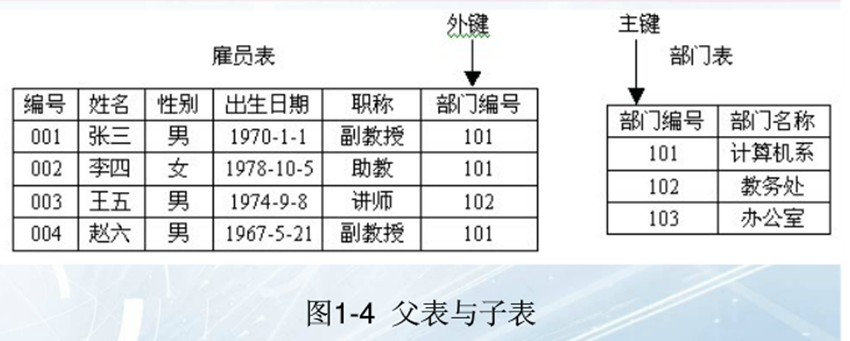 外键
主键
雇员表
部门表
编号 姓名 性别 出生日期 职称 部门编号
001 张三 男 1970-1-1 副教授 101
002 李四 女 1978-10-5 助教 101
003 王五 男 1974-9-8 讲师 102
004 赵六 男 1967-5-21 副教授 101
部门编号 部门名称
101 计算机系
102 教务处
103 办公室
图1-4 父表与子表